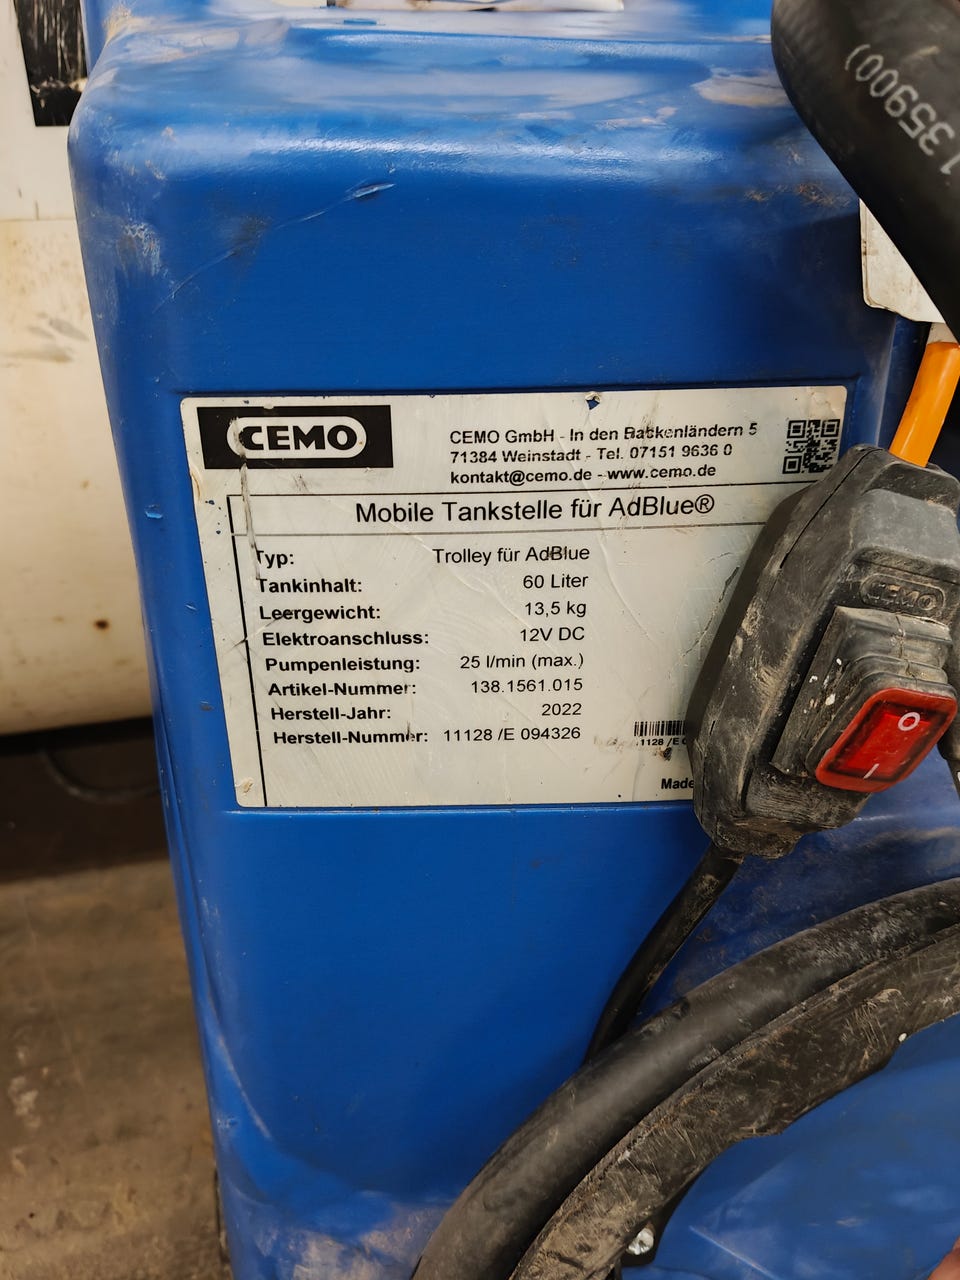 135900)
CEMO
CEMO GmbH - In den Backenländern 5
71384 Weinstadt - Tel. 07151 9636 0
kontakt@cemo.de - www.cemo.de
Mobile Tankstelle für AdBlue®
Typ: Trolley für AdBlue
Tankinhalt: 60 Liter
Leergewicht: 13,5 kg
Elektroanschluss: 12V DC
Pumpenleistung: 25 l/min (max.)
Artikel-Nummer: 138.1561.015
Herstell-Jahr: 2022
Herstell-Nummer: 11128 /E 094326
11128 /E
Made
CEMO
O
I